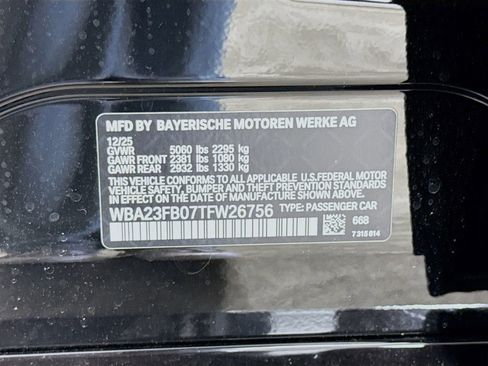 MFD BY BAYERISCHE MOTOREN WERKE AG
12/25
GVWR 5060 lbs 2295 kg
GAWR FRONT 2381 lbs 1080 kg
GAWR REAR 2932 lbs 1330 kg
THIS VEHICLE CONFORMS TO ALL APPLICABLE U.S.FEDERAL MOTOR
VEHICLE SAFETY, BUMPER, AND THEFT PREVENTION STANDARDS IN
EFFECT ON THE DATE OF MANUFACTURE SHOWN ABOVE.
WBA23FB07TFW26756 TYPE: PASSENGER CAR
668
7315014